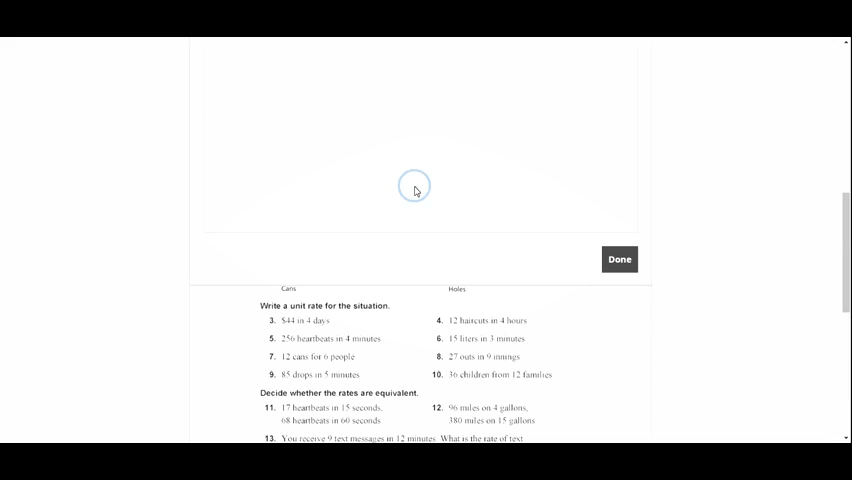 Done
Cans Holes
Write a unit rate for the situation.
3. $44 in 4 days 4. 12 haircuts in 4 hours
5. 256 heartbeats in 4 minutes 6. 15 liters in 3 minutes
7. 12 cans for 6 people 8. 27 outs in 9 innings
9. 85 drops in 5 minutes 10. 36 children from 12 families
Decide whether the rates are equivalent.
11. 17 heartbeats in 15 seconds, 12. 96 miles on 4 gallons,
68 heartbeats in 60 seconds 380 miles on 15 gallons
13. You receive 9 text messages in 12 minutes What is the rate of text